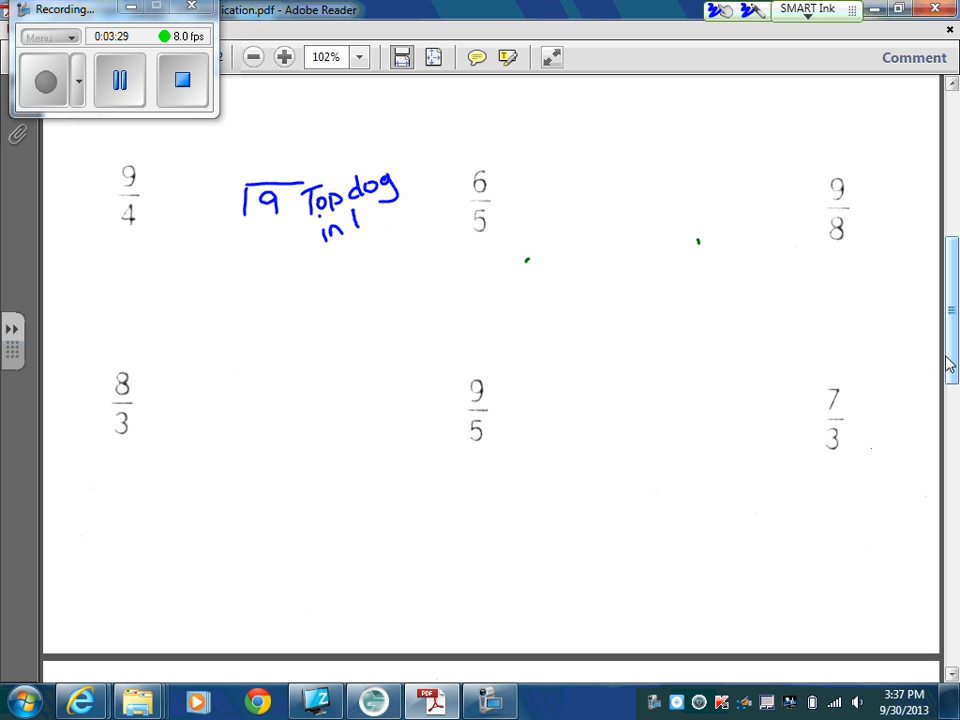 Recording...
ication.pdf - Adobe Reader
SMART Ink
Menu
0:03:29
8.0 fps
2
102%
Comment
9
4
9 Top dog
in
6
5
9
8
8
3
9
5
7
3
3:37 PM
9/30/2013